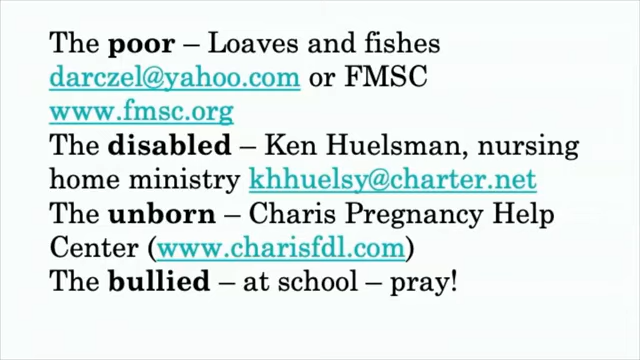 The poor – Loaves and fishes
darczel@yahoo.com or FMSC
www.fmsc.org
The disabled – Ken Huelsman, nursing
home ministry khhuelsy@charter.net
The unborn – Charis Pregnancy Help
Center (www.charisfdl.com)
The bullied – at school – pray!